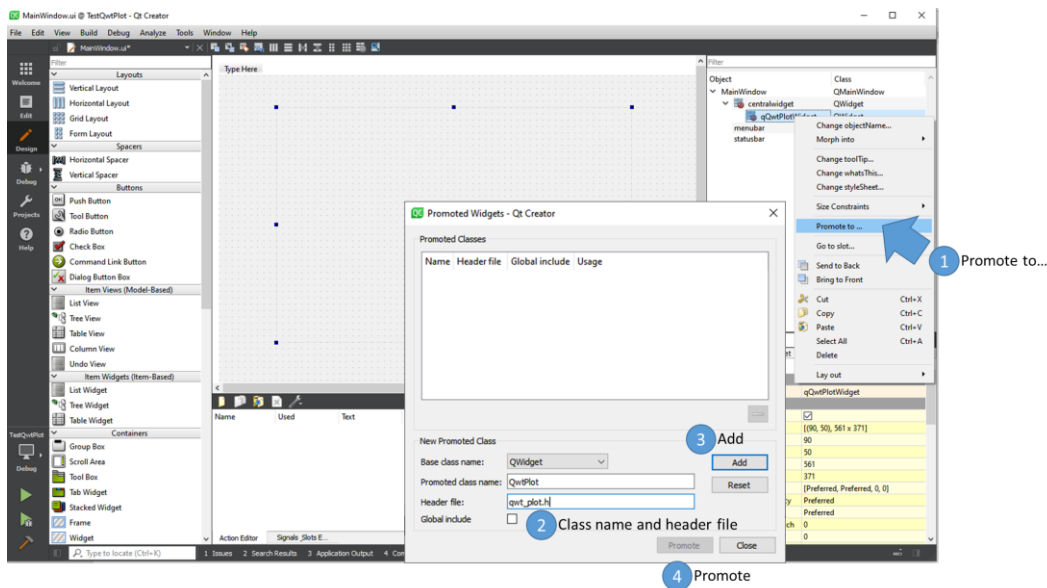 MainWindow.ui @ TestQwtPlot - Qt Creator
File Edit View Build Debug Analyze Tools Window Help
MainWindow.ui*
Welcome
Edit
Design
Debug
Projects
Help
TestQwtPlot
Debug
Filter
Layouts
Vertical Layout
Horizontal Layout
Grid Layout
Form Layout
Spacers
Horizontal Spacer
Vertical Spacer
Buttons
OK
Push Button
Tool Button
Radio Button
Check Box
Command Link Button
Dialog Button Box
Item Views (Model-Based)
List View
Tree View
Table View
Column View
Undo View
Item Widgets (Item-Based)
List Widget
Tree Widget
Table Widget
Containers
Group Box
Scroll Area
Tool Box
Tab Widget
Stacked Widget
Frame
Widget
Type Here
Name Used Text
Action Editor Signals _Slots E...
Type to locate (Ctrl+K)
1 Issues 2 Search Results 3 Application Output 4 Com
Filter
Object Class
MainWindow QMainWindow
centralwidget QWidget
qQwtPlotWidget QWidget
menubar
statusbar
Change objectName...
Morph into
Change toolTip...
Change whatsThis...
Change styleSheet...
Size Constraints
Promote to ...
Go to slot...
Send to Back
Bring to Front
Cut Ctrl+X
Copy Ctrl+C
Paste Ctrl+V
Select All Ctrl+A
Delete
Lay out
1 Promote to...
qQwtPlotWidget
[(90, 50), 561 x 371]
90
50
561
371
[Preferred, Preferred, 0, 0]
Preferred
Preferred
0
0
QC Promoted Widgets - Qt Creator
Promoted Classes
Name Header file Global include Usage
New Promoted Class
3 Add
Base class name: QWidget
Add
Promoted class name: QwtPlot
Reset
Header file: qwt_plot.h
Global include
2 Class name and header file
Promote Close
4 Promote